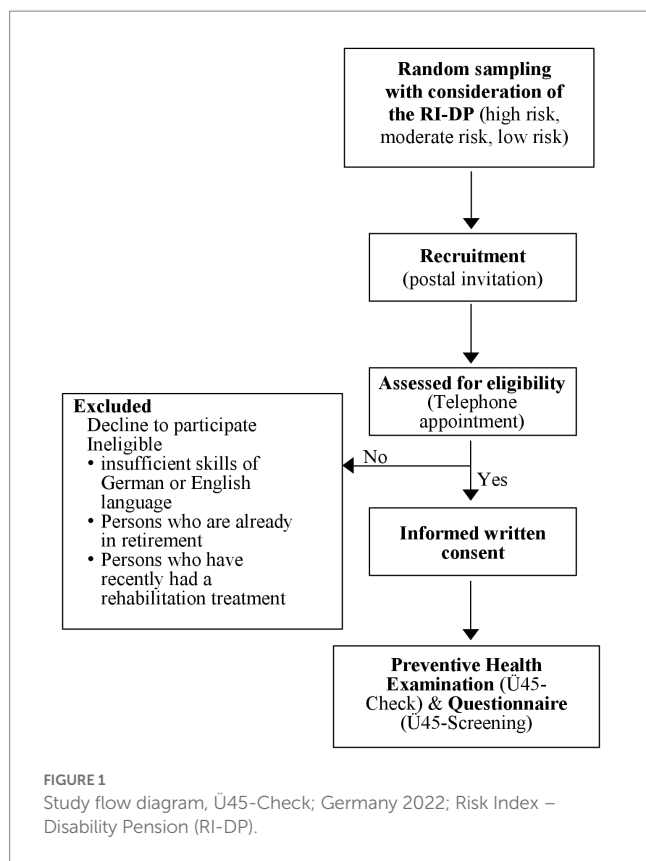 Random sampling
with consideration of
the RI-DP (high risk,
moderate risk, low risk)
Recruitment
(postal invitation)
Assessed for eligibility
(Telephone
appointment)
Excluded
Decline to participate
Ineligible
• insufficient skills of
German or English
language
• Persons who are already
in retirement
• Persons who have
recently had a
rehabilitation treatment
No
Yes
Informed written
consent
Preventive Health
Examination (Ü45-
Check) & Questionnaire
(Ü45-Screening)
FIGURE 1
Study flow diagram, Ü45-Check; Germany 2022; Risk Index –
Disability Pension (RI-DP).